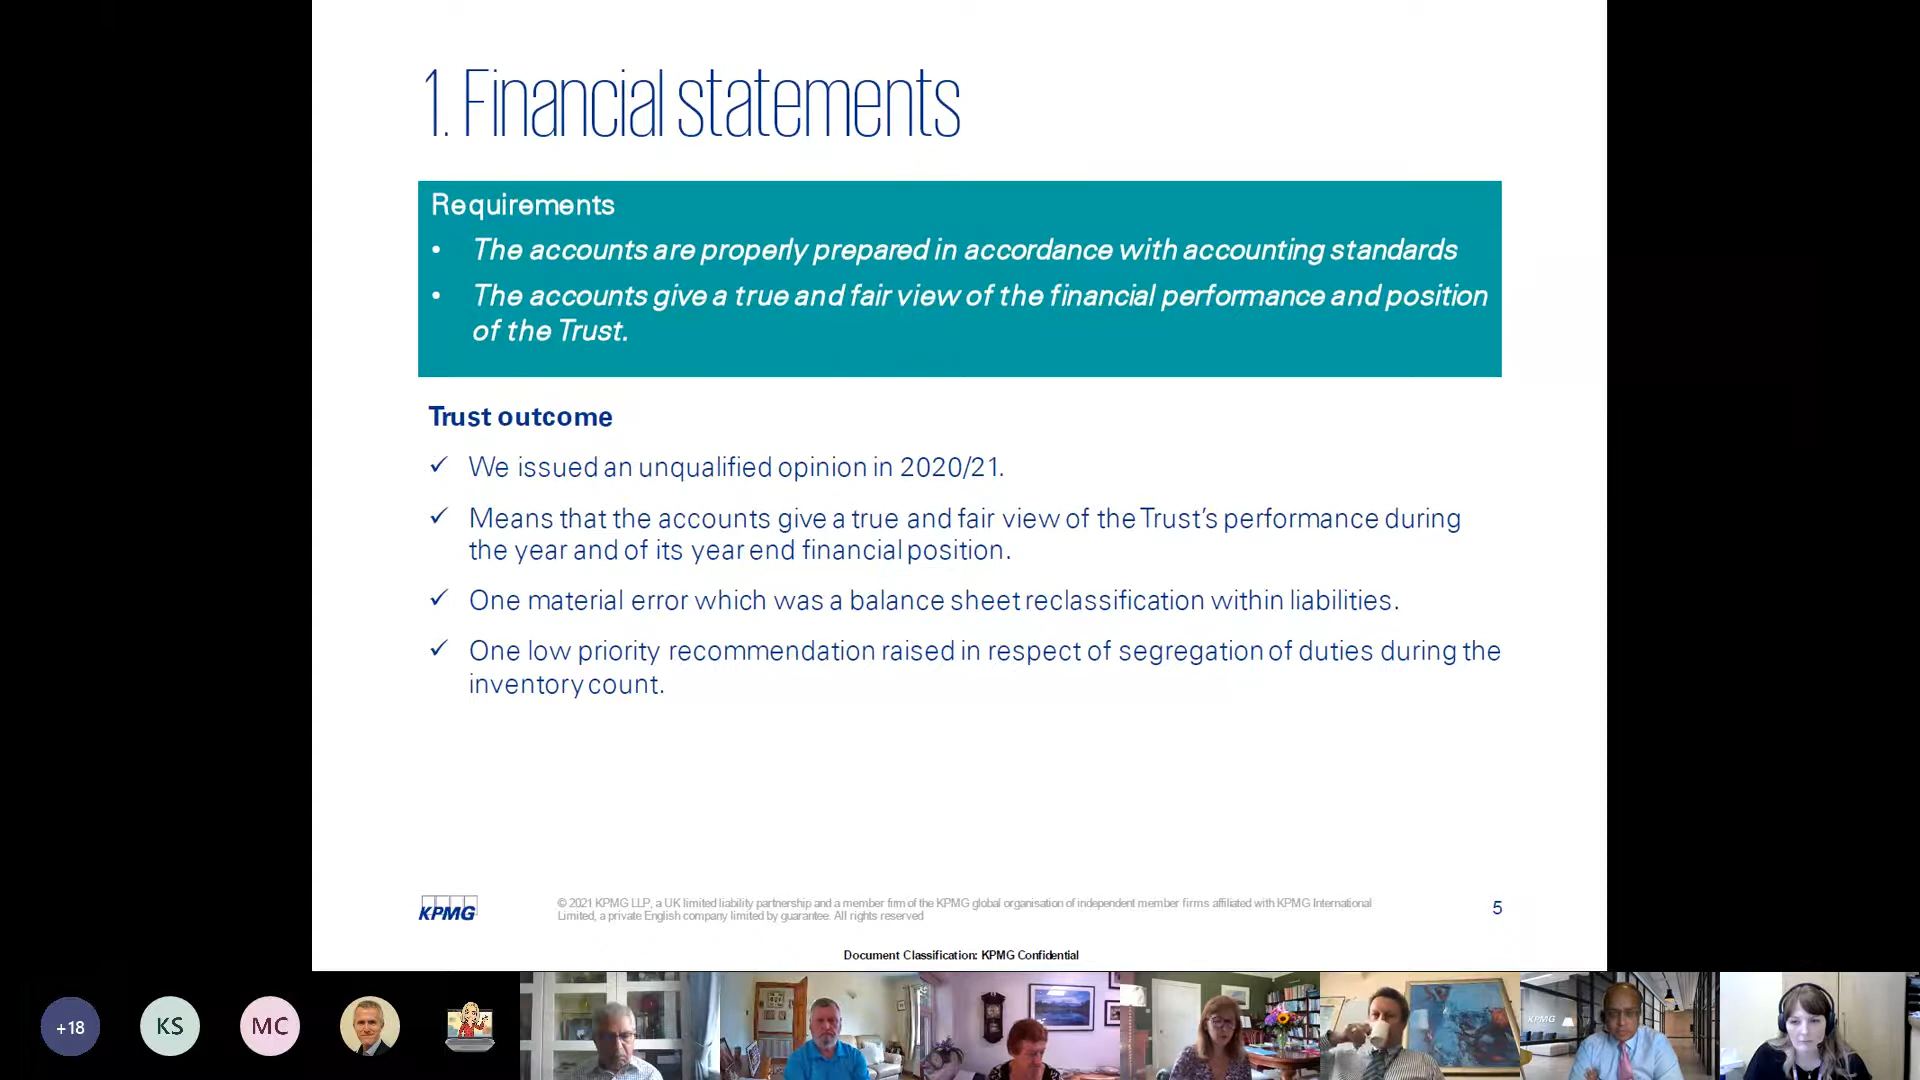 1. Financial statements
Requirements
• The accounts are properly prepared in accordance with accounting standards
• The accounts give a true and fair view of the financial performance and position
of the Trust.
Trust outcome
✓ We issued an unqualified opinion in 2020/21.
✓ Means that the accounts give a true and fair view of the Trust's performance during
the year and of its year end financial position.
✓ One material error which was a balance sheet reclassification within liabilities.
✓ One low priority recommendation raised in respect of segregation of duties during the
inventory count.
KPMG
© 2021 KPMG LLP, a UK limited liability partnership and a member firm of the KPMG global organisation of independent member firms affiliated with KPMG International
Limited, a private English company limited by guarantee. All rights reserved
5
Document Classification: KPMG Confidential
+18
KS
MC
KPMG